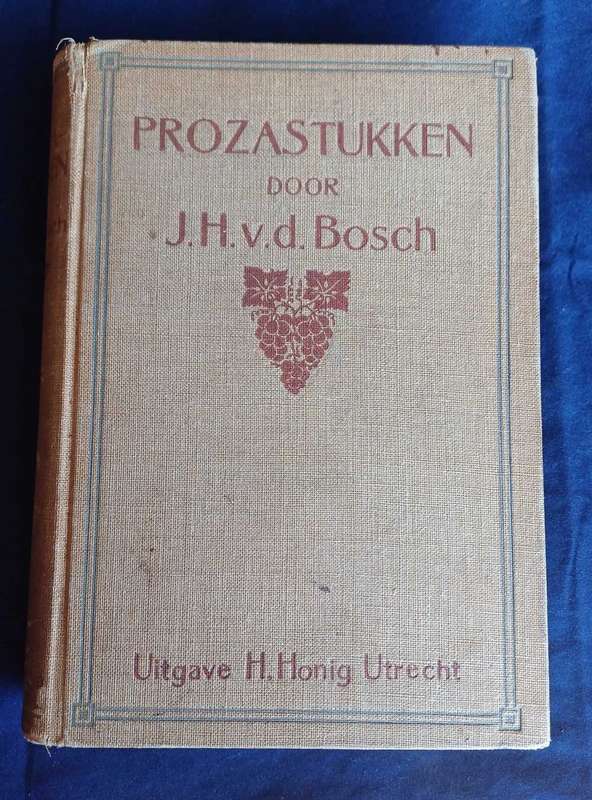 PROZASTUKKEN
DOOR
J.H.v.d. Bosch
Uitgave H. Honig Utrecht